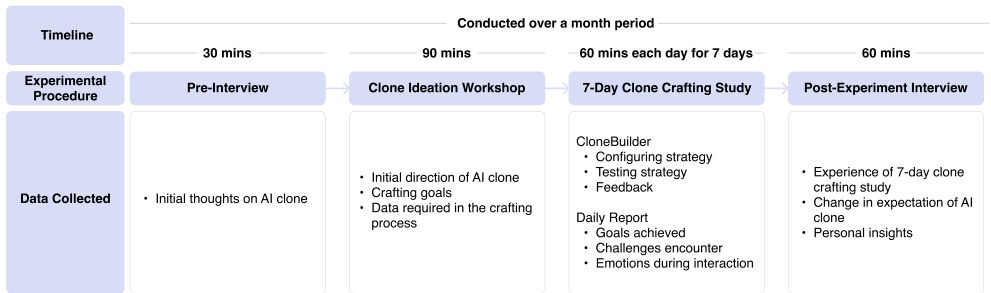 Timeline
Conducted over a month period
30 mins
90 mins
60 mins each day for 7 days
60 mins
Experimental
Procedure
Pre-Interview
Clone Ideation Workshop
7-Day Clone Crafting Study
Post-Experiment Interview
Data Collected
• Initial thoughts on AI clone
• Initial direction of AI clone
• Crafting goals
• Data required in the crafting
process
CloneBuilder
• Configuring strategy
• Testing strategy
• Feedback
Daily Report
• Goals achieved
• Challenges encounter
• Emotions during interaction
• Experience of 7-day clone
crafting study
• Change in expectation of AI
clone
• Personal insights